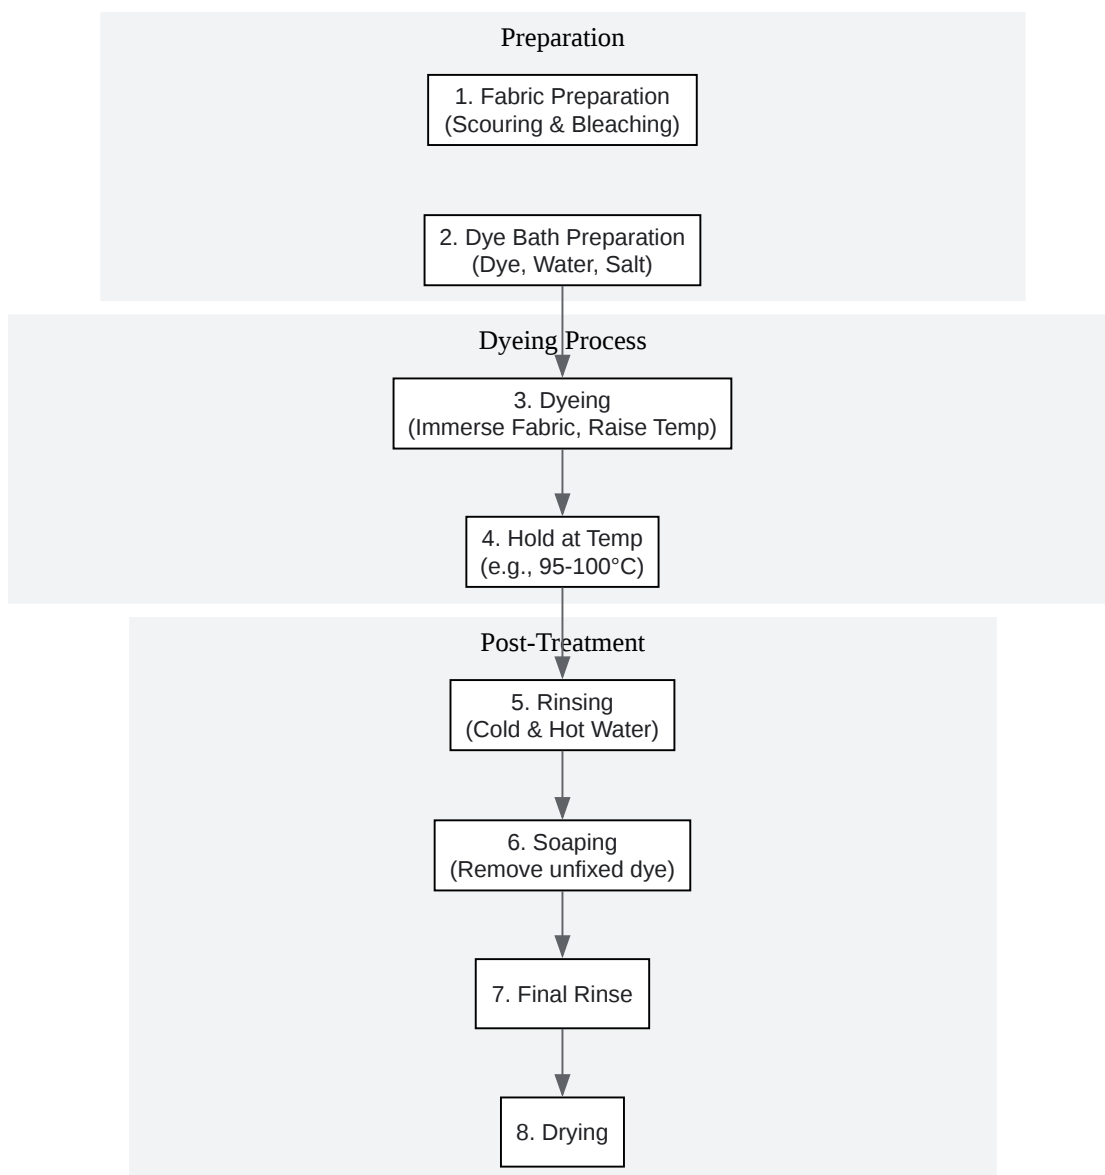 Preparation
1. Fabric Preparation
(Scouring & Bleaching)
2. Dye Bath Preparation
(Dye, Water, Salt)
Dyeing Process
3. Dyeing
(Immerse Fabric, Raise Temp)
4. Hold at Temp
(e.g., 95-100°C)
Post-Treatment
5. Rinsing
(Cold & Hot Water)
6. Soaping
(Remove unfixed dye)
7. Final Rinse
8. Drying